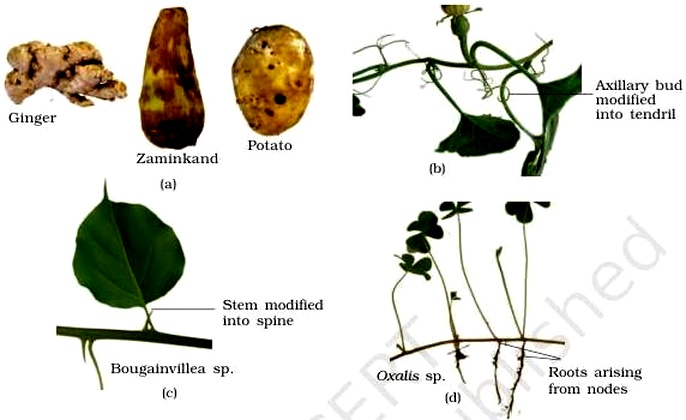 Ginger
Zaminkand
Potato
(a)
Axillary bud
modified
into tendril
(b)
Stem modified
into spine
Bougainvillea sp.
(c)
Oxalis sp.
Roots arising
from nodes
(d)